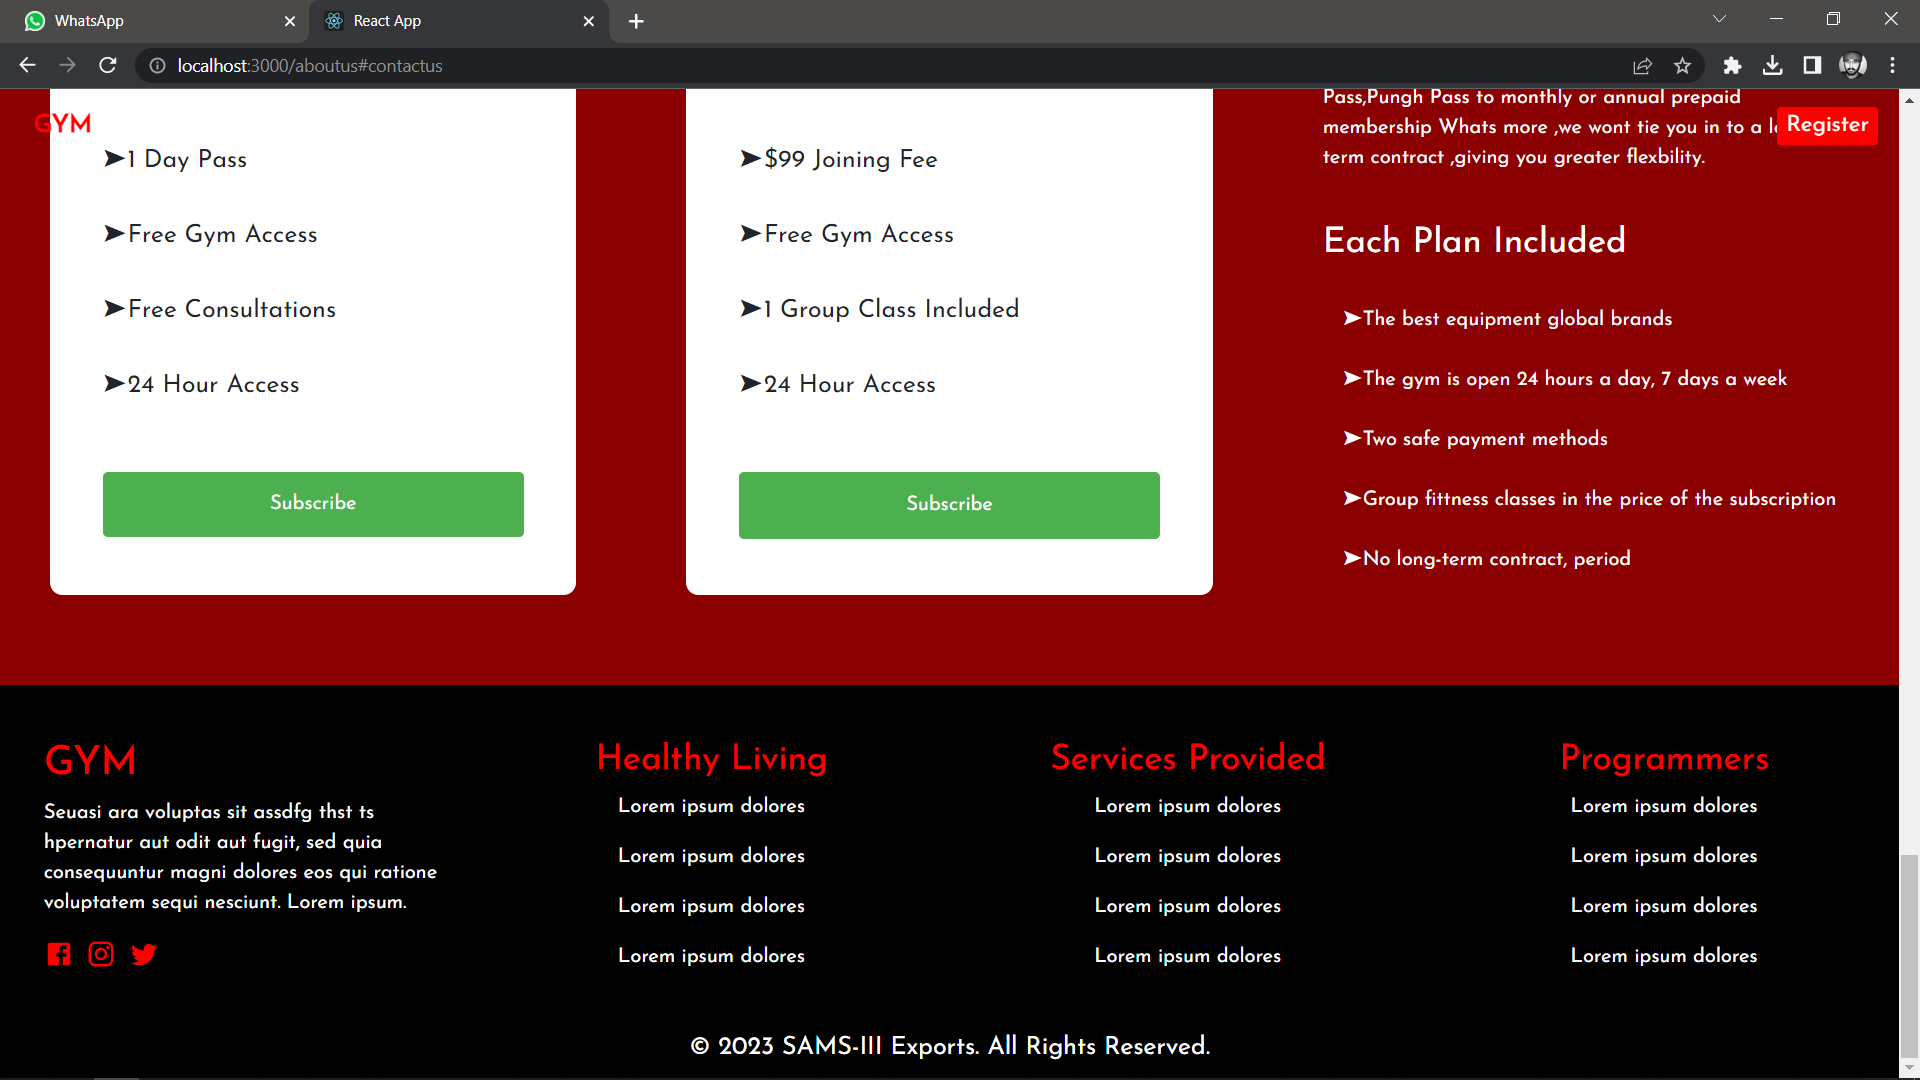 WhatsApp
React App
localhost:3000/aboutus#contactus
GYM
Register
➤1 Day Pass
➤Free Gym Access
➤Free Consultations
➤24 Hour Access
Subscribe
➤$99 Joining Fee
➤Free Gym Access
➤1 Group Class Included
➤24 Hour Access
Subscribe
Pass,Pungh Pass to monthly or annual prepaid
membership Whats more ,we wont tie you in to a
term contract ,giving you greater flexbility.
Each Plan Included
➤The best equipment global brands
➤The gym is open 24 hours a day, 7 days a week
➤Two safe payment methods
➤Group fittness classes in the price of the subscription
➤No long-term contract, period
GYM
Seuasi ara voluptas sit assdfg thst ts
hpernatur aut odit aut fugit, sed quia
consequuntur magni dolores eos qui ratione
voluptatem sequi nesciunt. Lorem ipsum.
Healthy Living
Lorem ipsum dolores
Lorem ipsum dolores
Lorem ipsum dolores
Lorem ipsum dolores
Services Provided
Lorem ipsum dolores
Lorem ipsum dolores
Lorem ipsum dolores
Lorem ipsum dolores
Programmers
Lorem ipsum dolores
Lorem ipsum dolores
Lorem ipsum dolores
Lorem ipsum dolores
© 2023 SAMS-III Exports. All Rights Reserved.